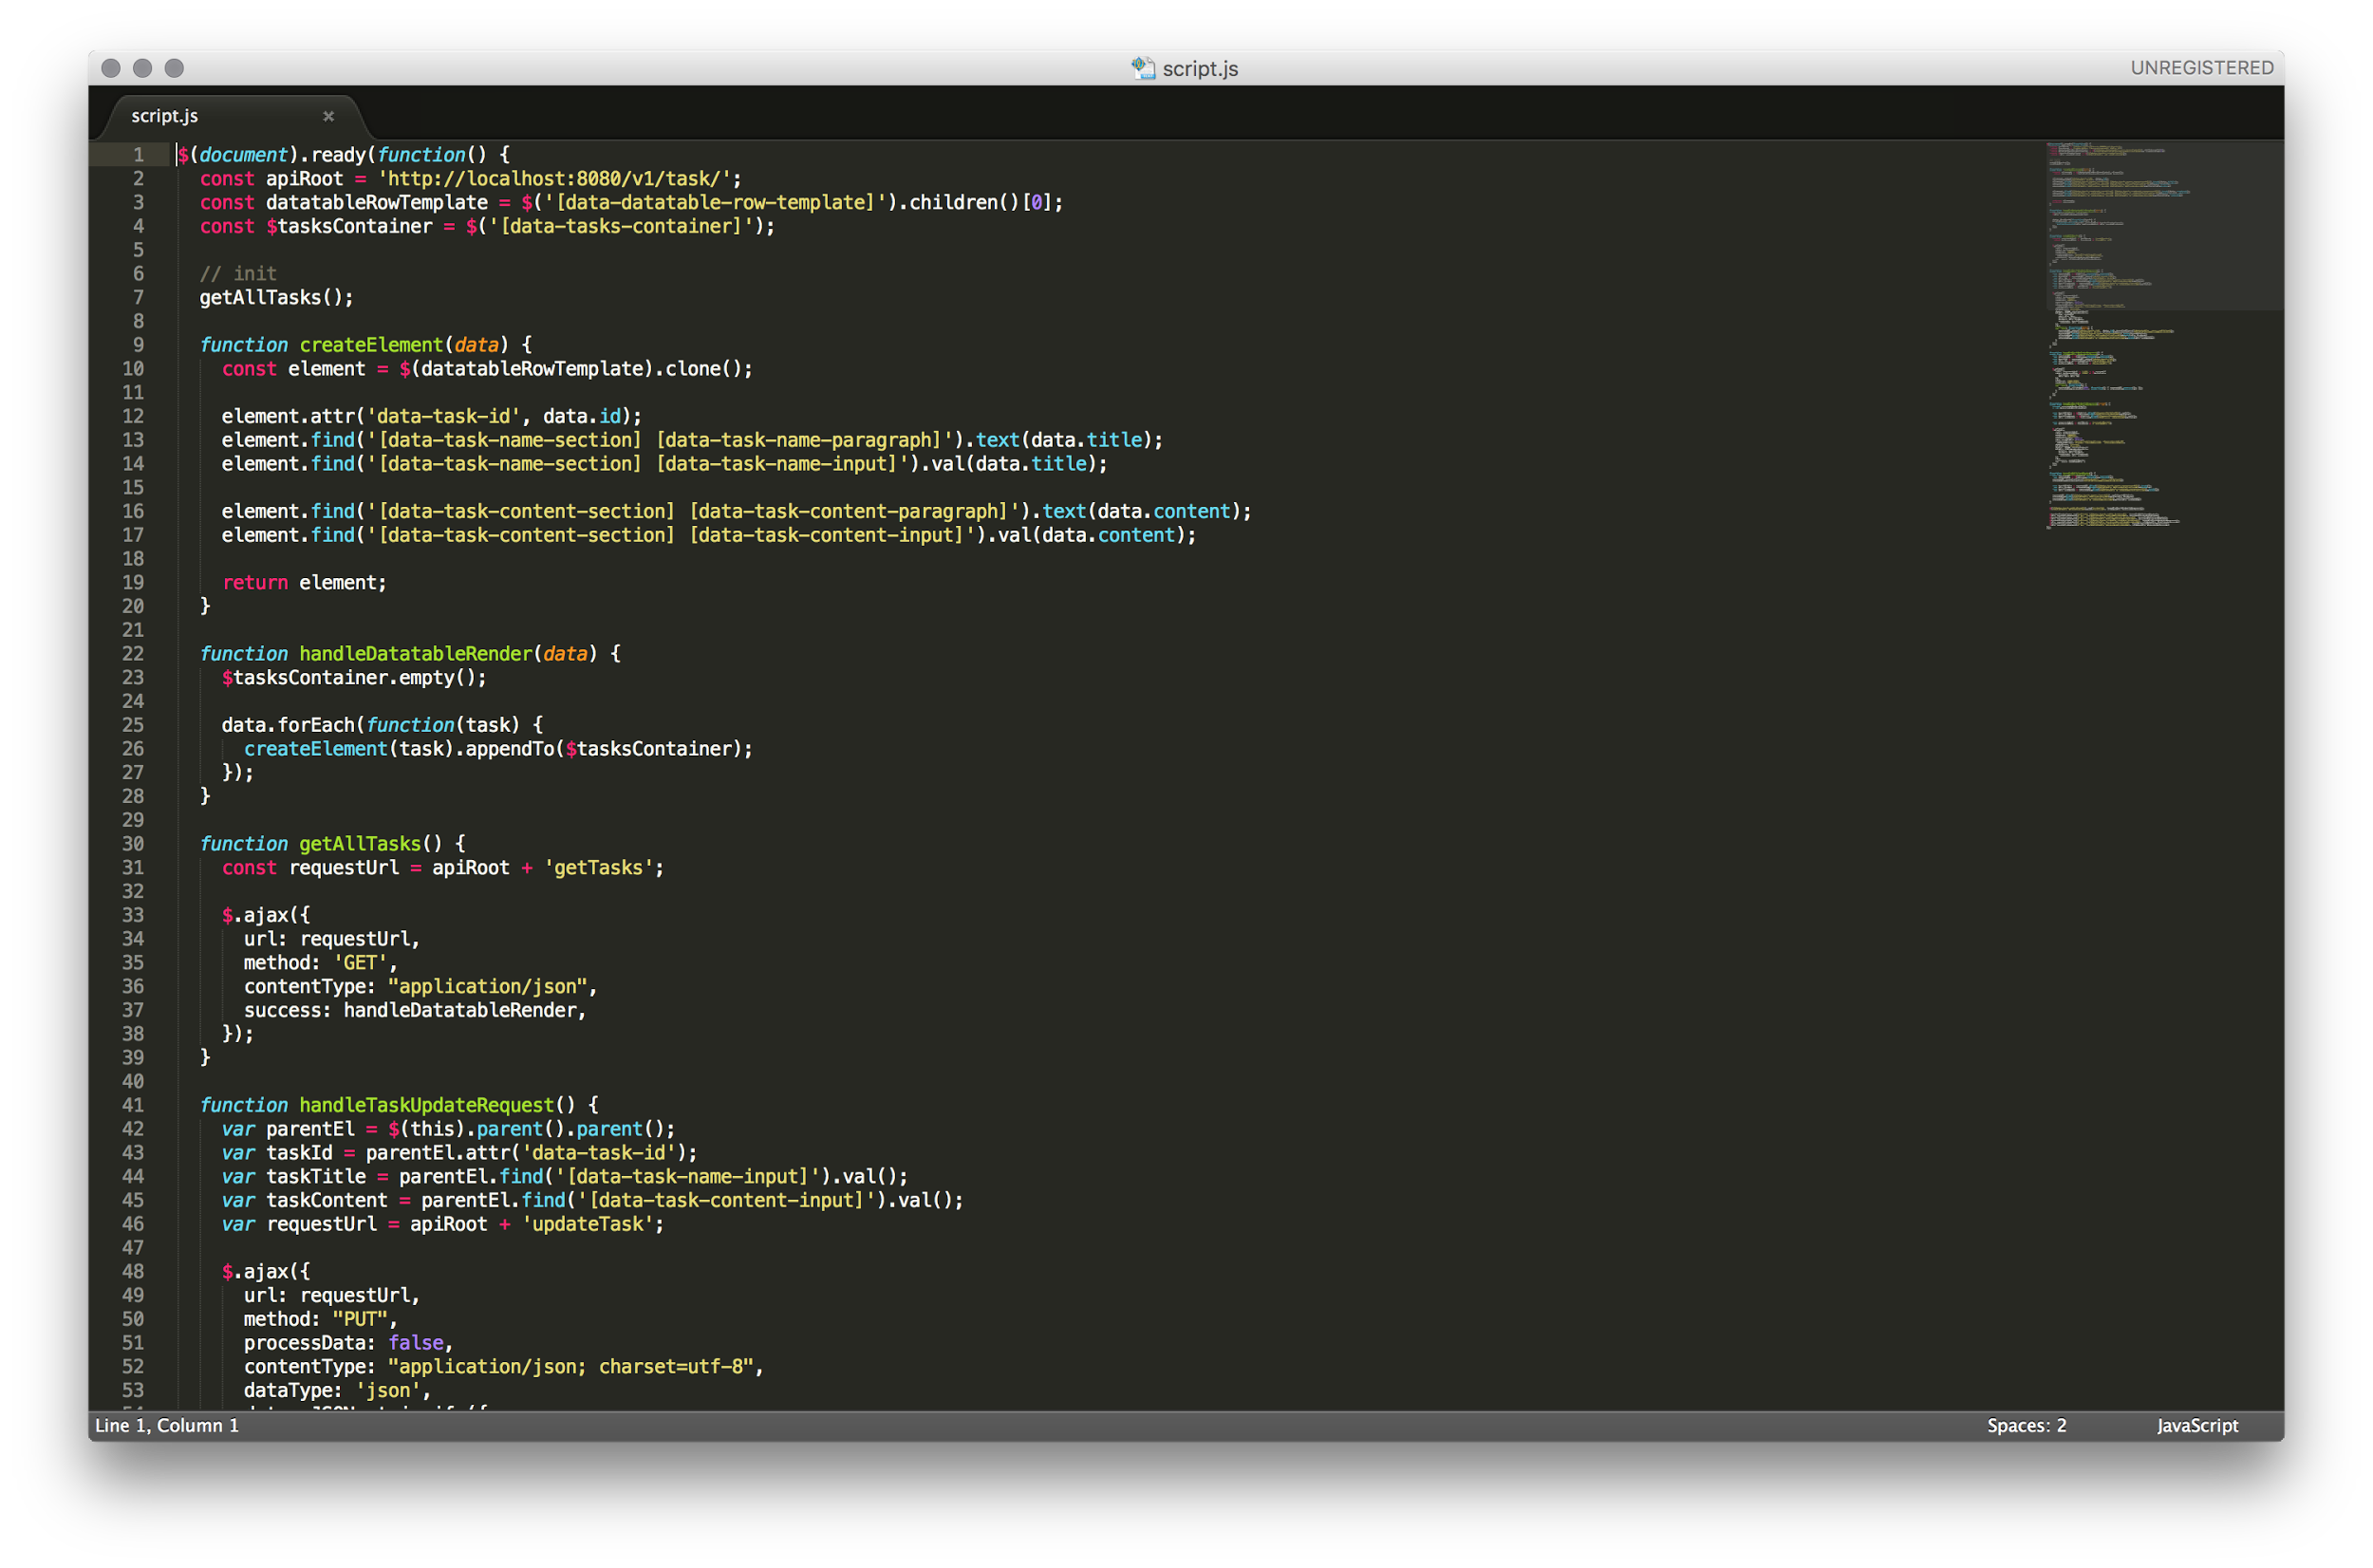 script.js
UNREGISTERED
script.js
1 $(document).ready(function() {
2   const apiRoot = 'http://localhost:8080/v1/task/';
3   const datatableRowTemplate = $('[data-datatable-row-template]').children()[0];
4   const $tasksContainer = $('[data-tasks-container]');
5
6   // init
7   getAllTasks();
8
9   function createElement(data) {
10     const element = $(datatableRowTemplate).clone();
11
12     element.attr('data-task-id', data.id);
13     element.find('[data-task-name-section] [data-task-name-paragraph]').text(data.title);
14     element.find('[data-task-name-section] [data-task-name-input]').val(data.title);
15
16     element.find('[data-task-content-section] [data-task-content-paragraph]').text(data.content);
17     element.find('[data-task-content-section] [data-task-content-input]').val(data.content);
18
19     return element;
20   }
21
22   function handleDatatableRender(data) {
23     $tasksContainer.empty();
24
25     data.forEach(function(task) {
26       createElement(task).appendTo($tasksContainer);
27     });
28   }
29
30   function getAllTasks() {
31     const requestUrl = apiRoot + 'getTasks';
32
33     $.ajax({
34       url: requestUrl,
35       method: 'GET',
36       contentType: "application/json",
37       success: handleDatatableRender,
38     });
39   }
40
41   function handleTaskUpdateRequest() {
42     var parentEl = $(this).parent().parent();
43     var taskId = parentEl.attr('data-task-id');
44     var taskTitle = parentEl.find('[data-task-name-input]').val();
45     var taskContent = parentEl.find('[data-task-content-input]').val();
46     var requestUrl = apiRoot + 'updateTask';
47
48     $.ajax({
49       url: requestUrl,
50       method: "PUT",
51       processData: false,
52       contentType: "application/json; charset=utf-8",
53       dataType: 'json',
Line 1, Column 1
Spaces: 2
JavaScript